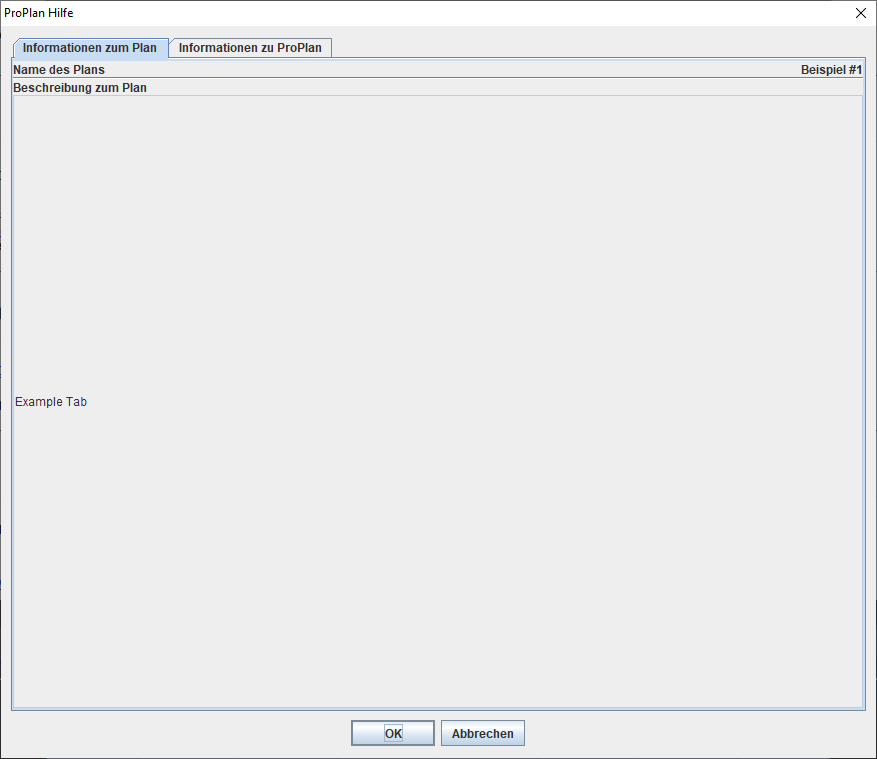 ProPlan Hilfe
Informationen zum Plan Informationen zu ProPlan
Name des Plans Beispiel #1
Beschreibung zum Plan
Example Tab
OK Abbrechen